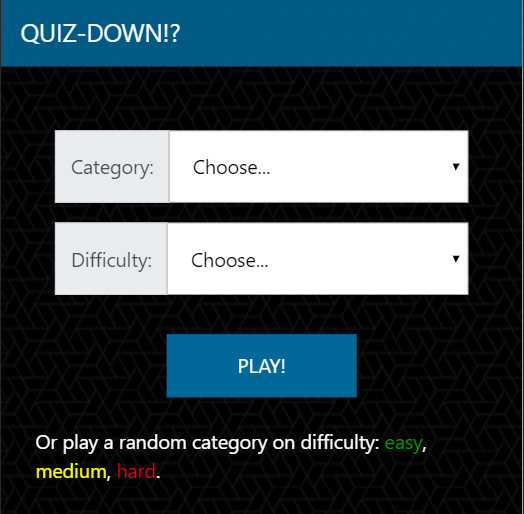 QUIZ-DOWN!?
Category: Choose...
Difficulty: Choose...
PLAY!
Or play a random category on difficulty: easy,
medium, hard.